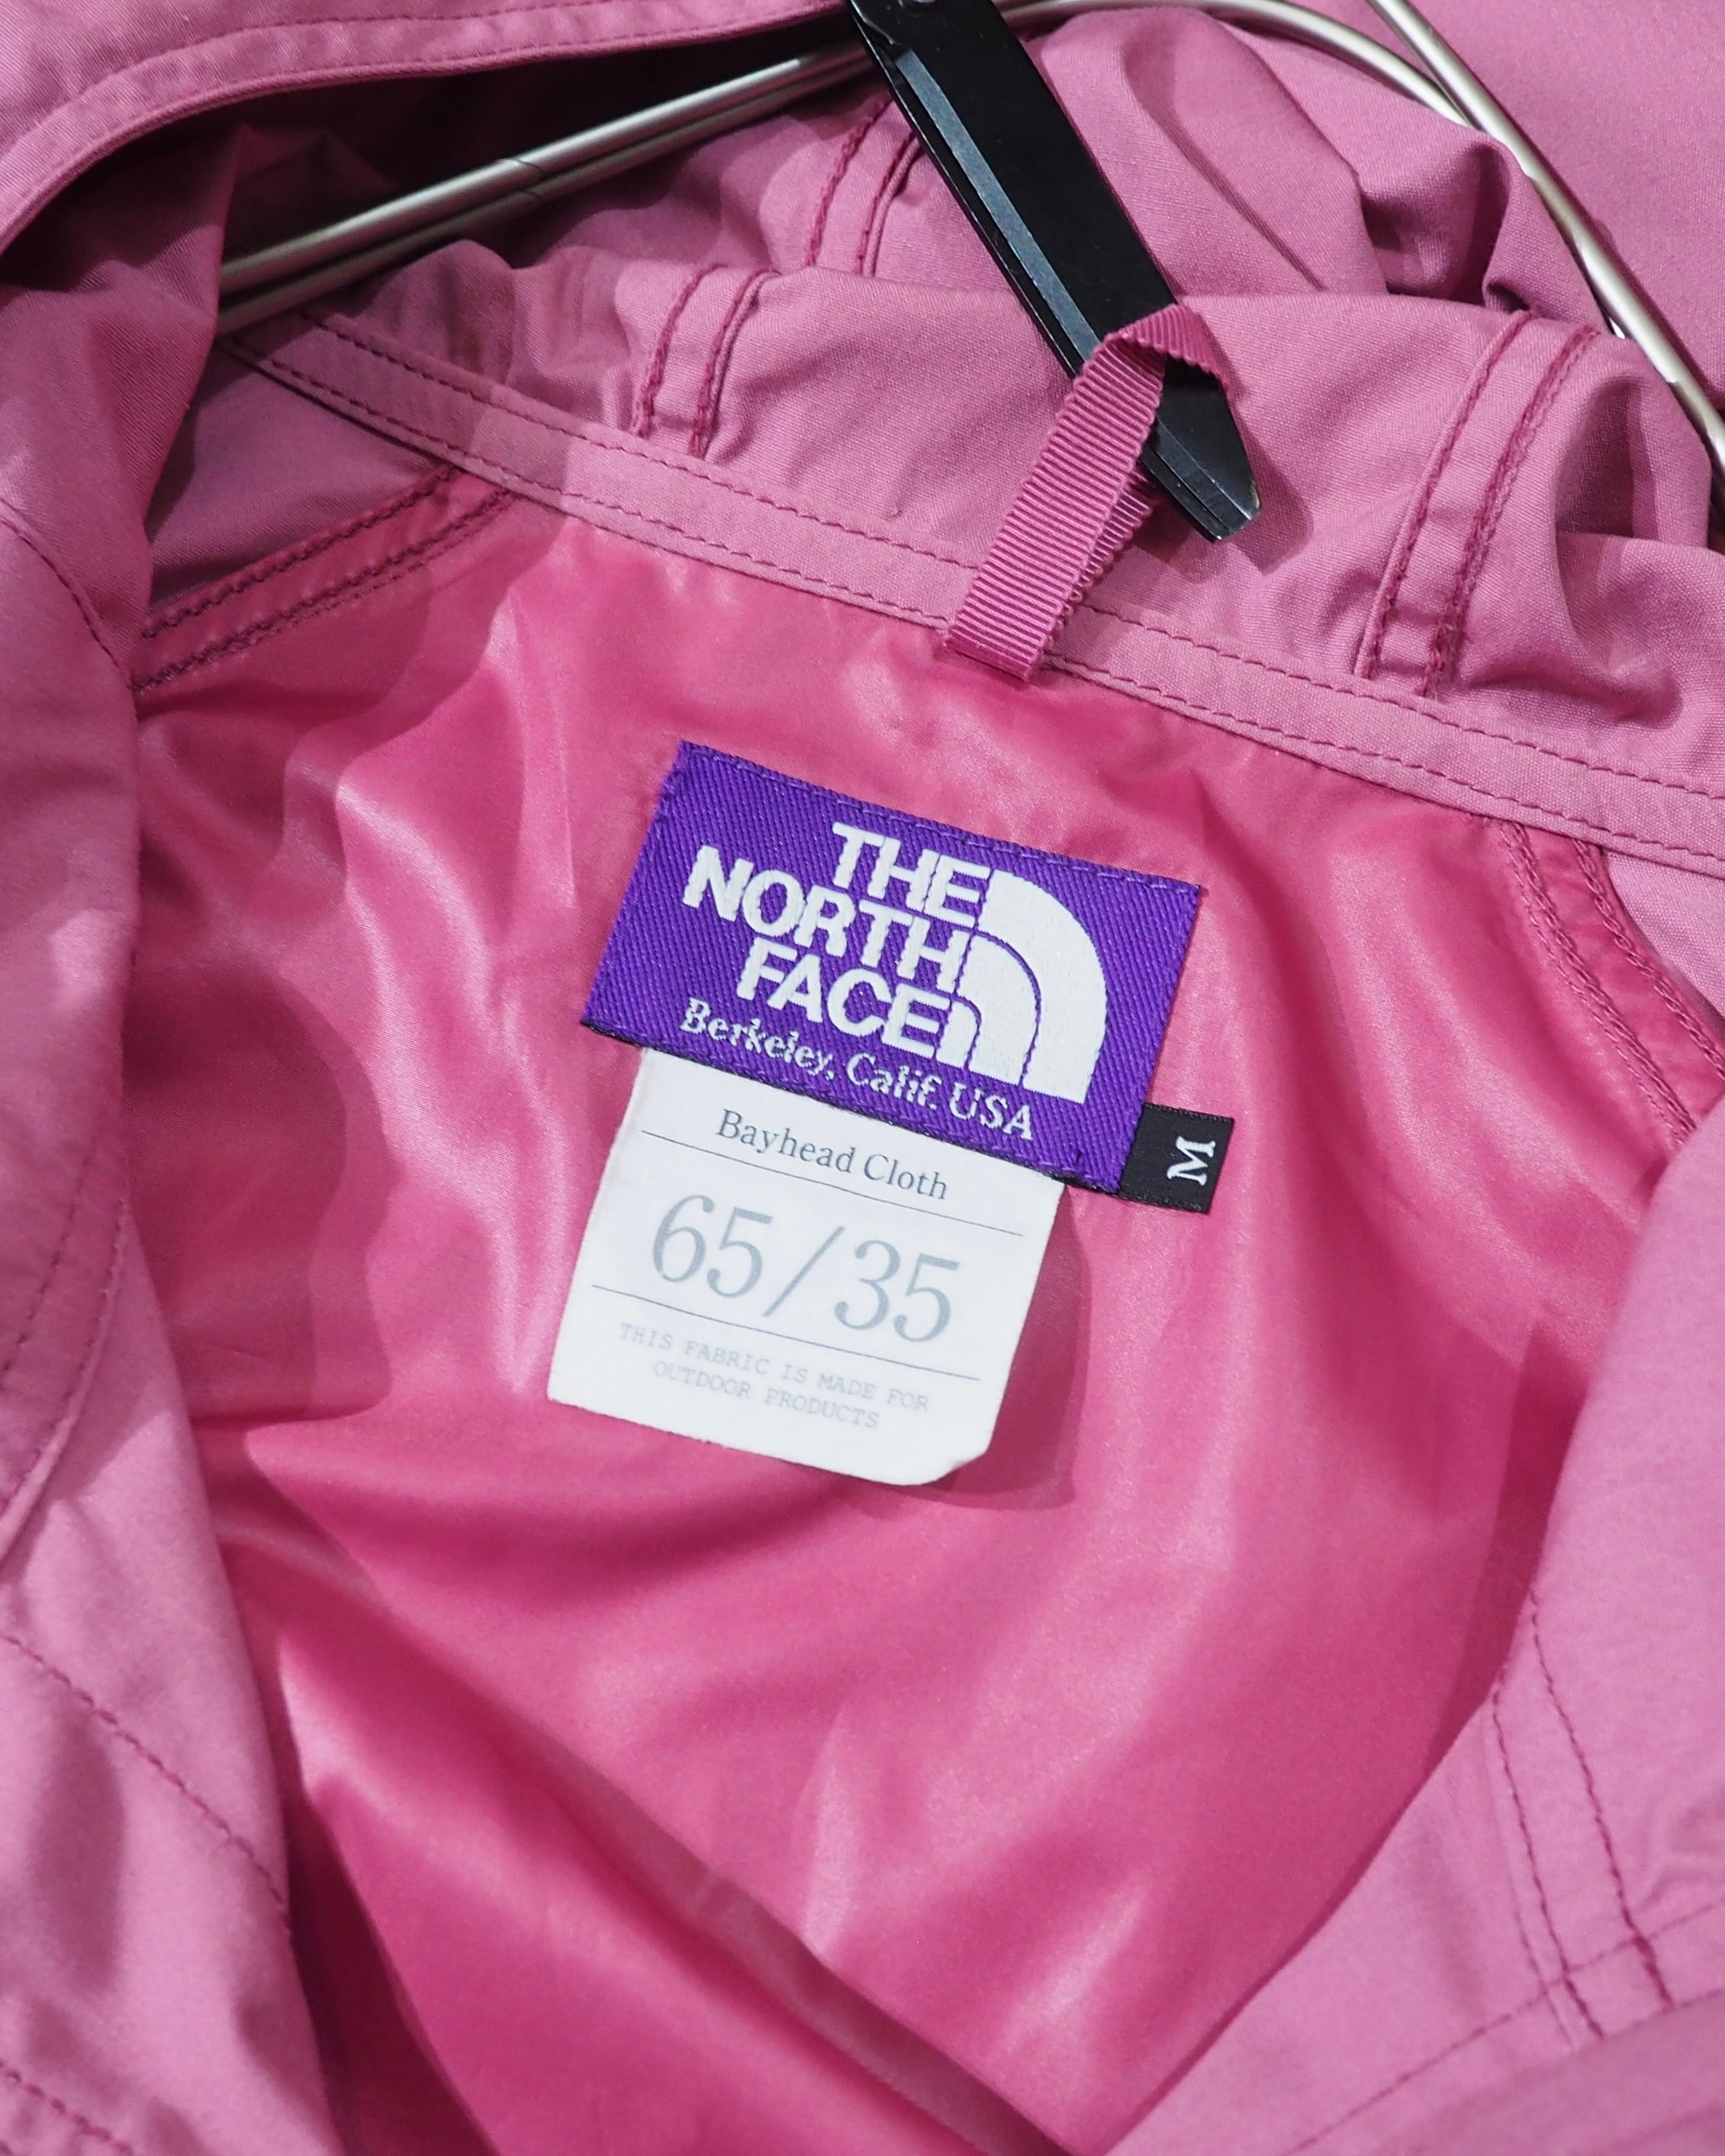 THE
NORTH
FACE
Berkeley, Calif. USA
M
Bayhead Cloth
65/35
THIS FABRIC IS MADE FOR
OUTDOOR PRODUCTS